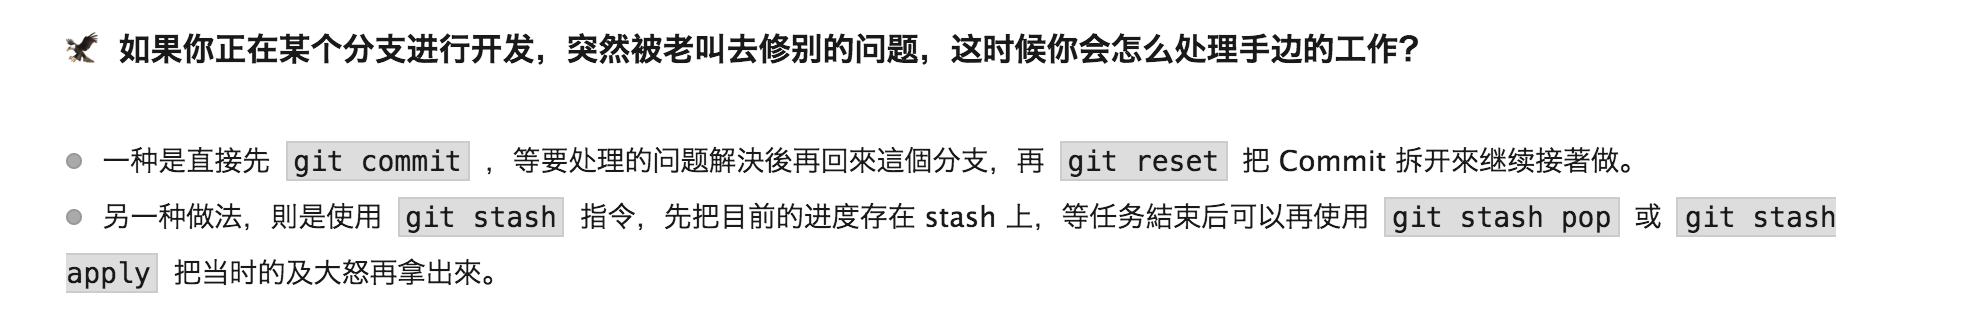 如果你正在某个分支进行开发，突然被老叫去修别的问题，这时候你会怎么处理手边的工作？
一种是直接先 git commit ，等要处理的问题解決後再回來這個分支，再 git reset 把 Commit 拆开來继续接著做。
另一种做法，則是使用 git stash 指令，先把目前的进度存在 stash 上，等任务結束后可以再使用 git stash pop 或 git stash
apply 把当时的及大怒再拿出來。